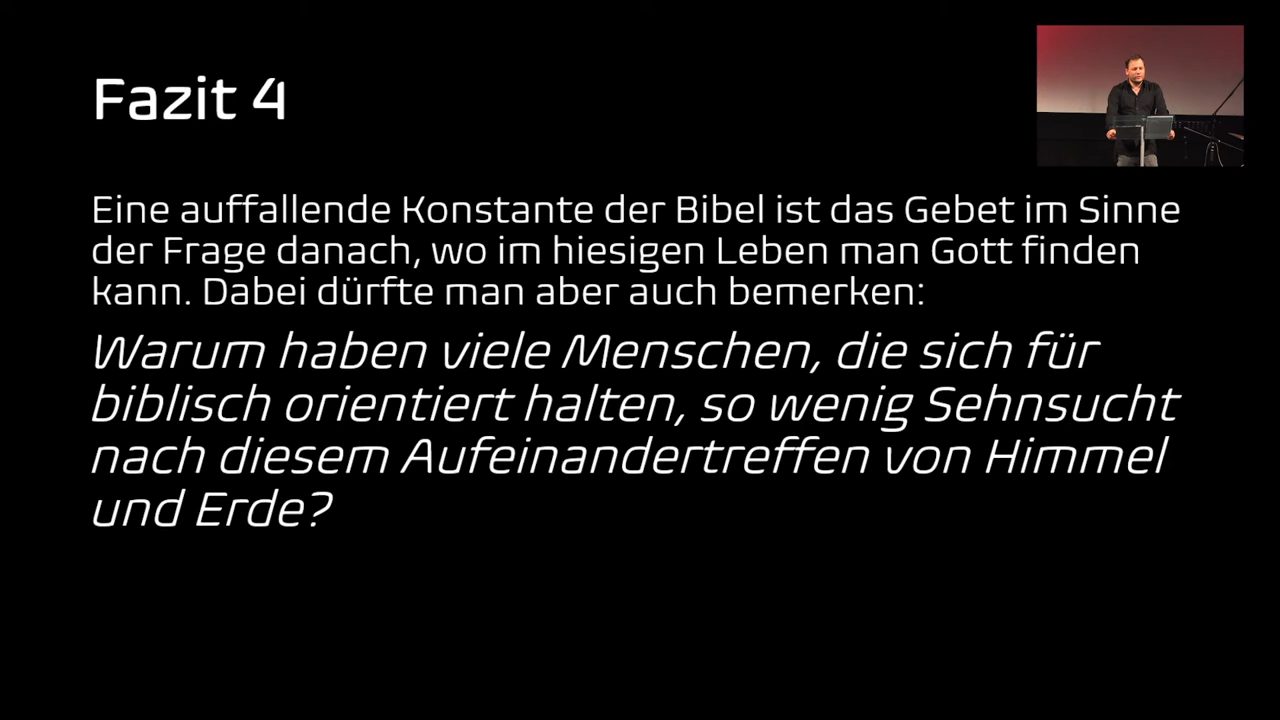 Fazit 4
Eine auffallende Konstante der Bibel ist das Gebet im Sinne
der Frage danach, wo im hiesigen Leben man Gott finden
kann. Dabei dürfte man aber auch bemerken:
Warum haben viele Menschen, die sich für
biblisch orientiert halten, so wenig Sehnsucht
nach diesem Aufeinandertreffen von Himmel
und Erde?